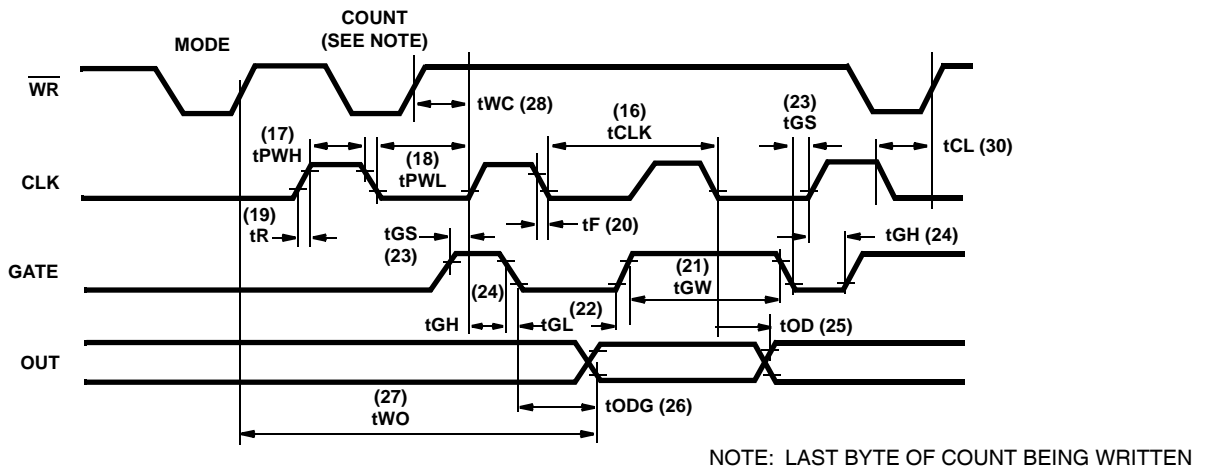 COUNT
(SEE NOTE)
MODE
WR
tWC (28)
(16)
tCLK
(23)
tGS
tCL (30)
(17)
tPWH
(18)
tPWL
CLK
(19)
tR
tGS
(23)
tF (20)
tGH (24)
GATE
(24)
tGH
(22)
tGL
(21)
tGW
tOD (25)
OUT
(27)
tWO
tODG (26)
NOTE: LAST BYTE OF COUNT BEING WRITTEN